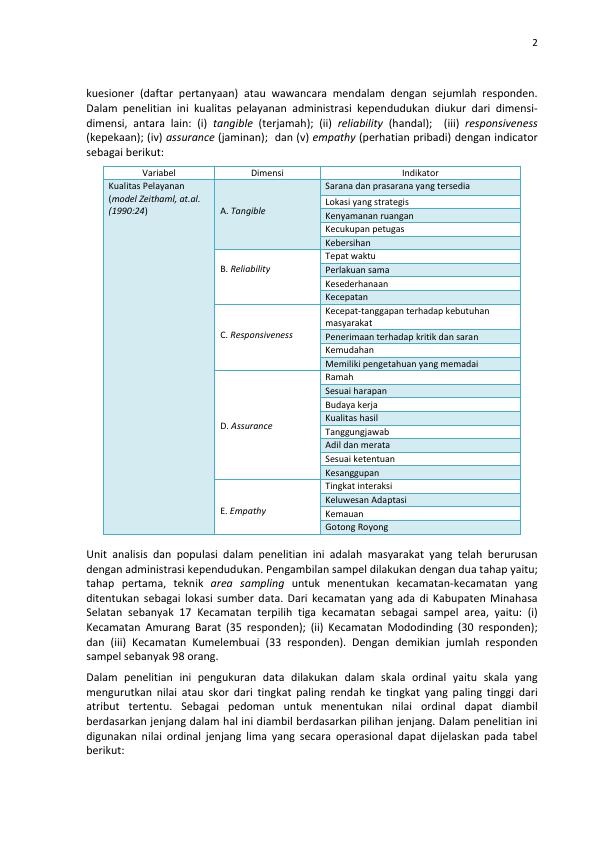 2
kuesioner (daftar pertanyaan) atau wawancara mendalam dengan sejumlah responden.
Dalam penelitian ini kualitas pelayanan administrasi kependudukan diukur dari dimensi-
dimensi, antara lain: (i) tangible (terjamah); (ii) reliability (handal); (iii) responsiveness
(kepekaan); (iv) assurance (jaminan); dan (v) empathy (perhatian pribadi) dengan indicator
sebagai berikut:
Variabel Dimensi Indikator
Kualitas Pelayanan
(model Zeithaml, at.al.
(1990:24)
A. Tangible
Sarana dan prasarana yang tersedia
Lokasi yang strategis
Kenyamanan ruangan
Kecukupan petugas
Kebersihan
B. Reliability
Tepat waktu
Perlakuan sama
Kesederhanaan
Kecepatan
C. Responsiveness
Kecepat-tanggapan terhadap kebutuhan
masyarakat
Penerimaan terhadap kritik dan saran
Kemudahan
Memiliki pengetahuan yang memadai
D. Assurance
Ramah
Sesuai harapan
Budaya kerja
Kualitas hasil
Tanggungjawab
Adil dan merata
Sesuai ketentuan
Kesanggupan
E. Empathy
Tingkat interaksi
Keluwesan Adaptasi
Kemauan
Gotong Royong
Unit analisis dan populasi dalam penelitian ini adalah masyarakat yang telah berurusan
dengan administrasi kependudukan. Pengambilan sampel dilakukan dengan dua tahap yaitu;
tahap pertama, teknik area sampling untuk menentukan kecamatan-kecamatan yang
ditentukan sebagai lokasi sumber data. Dari kecamatan yang ada di Kabupaten Minahasa
Selatan sebanyak 17 Kecamatan terpilih tiga kecamatan sebagai sampel area, yaitu: (i)
Kecamatan Amurang Barat (35 responden); (ii) Kecamatan Mododinding (30 responden);
dan (iii) Kecamatan Kumelembuai (33 responden). Dengan demikian jumlah responden
sampel sebanyak 98 orang.
Dalam penelitian ini pengukuran data dilakukan dalam skala ordinal yaitu skala yang
mengurutkan nilai atau skor dari tingkat paling rendah ke tingkat yang paling tinggi dari
atribut tertentu. Sebagai pedoman untuk menentukan nilai ordinal dapat diambil
berdasarkan jenjang dalam hal ini diambil berdasarkan pilihan jenjang. Dalam penelitian ini
digunakan nilai ordinal jenjang lima yang secara operasional dapat dijelaskan pada tabel
berikut: